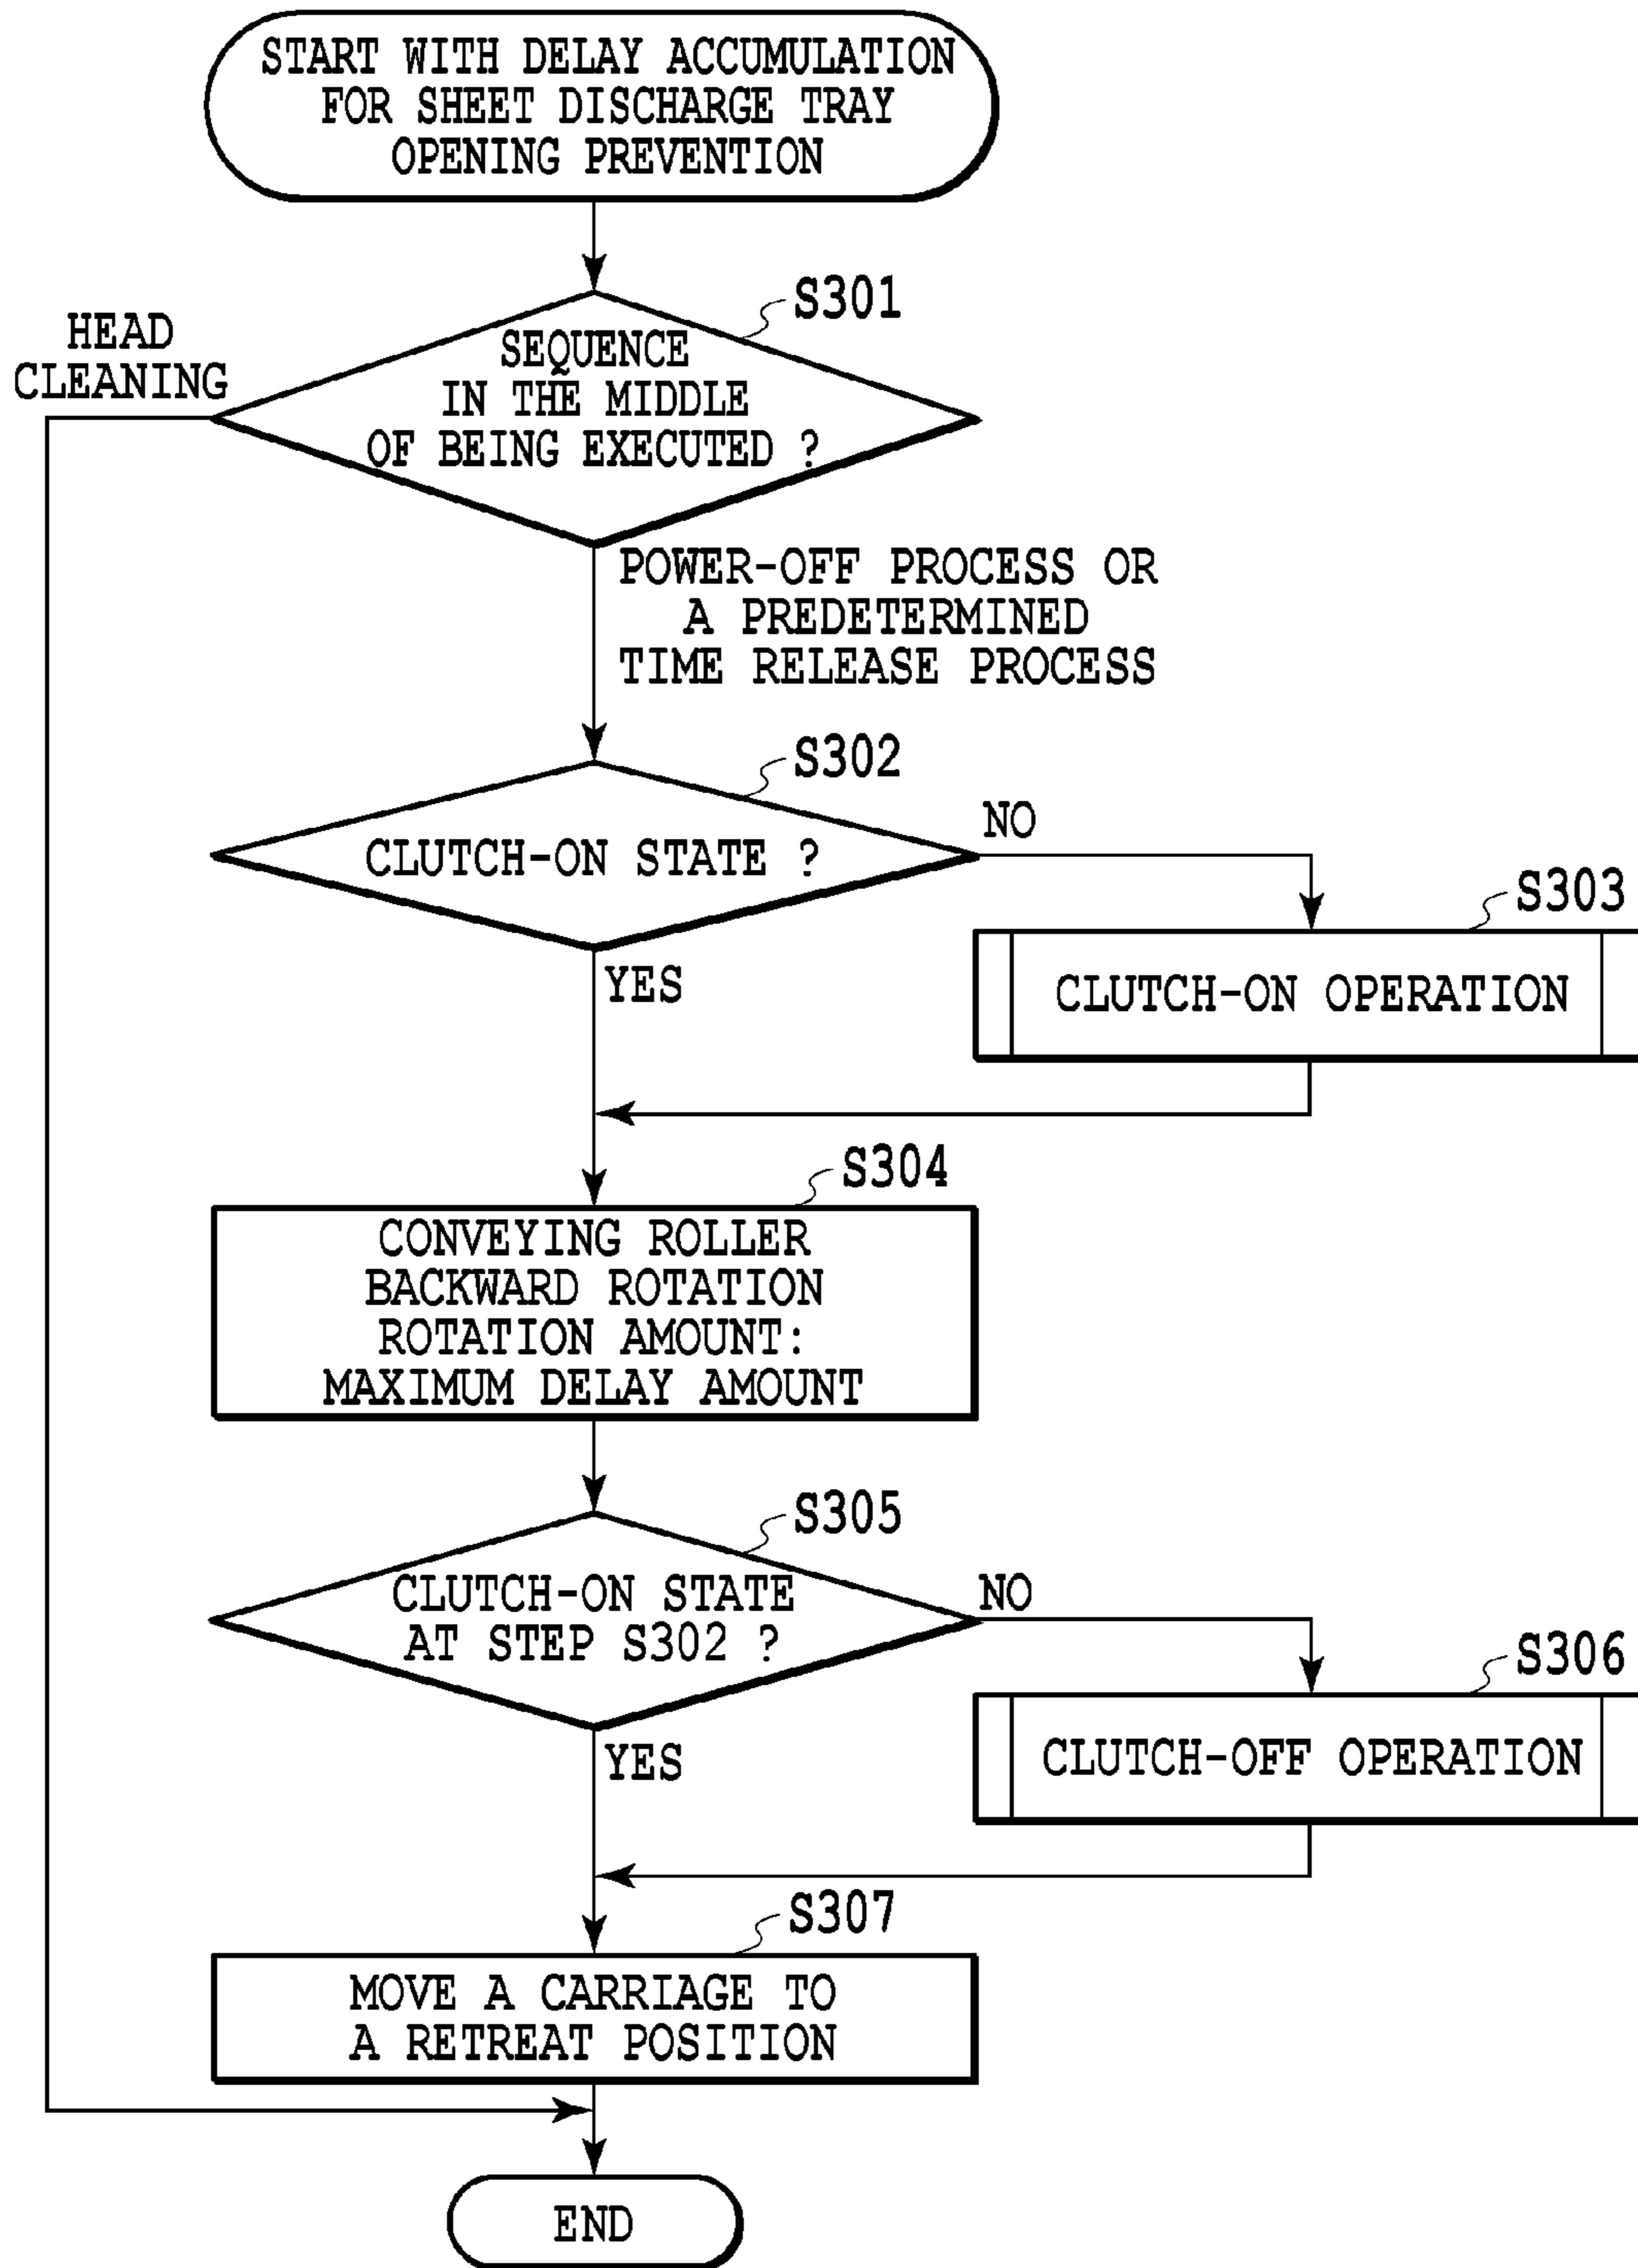 START WITH DELAY ACCUMULATION
FOR SHEET DISCHARGE TRAY
OPENING PREVENTION
S301
HEAD
CLEANING
SEQUENCE
IN THE MIDDLE
OF BEING EXECUTED ?
POWER-OFF PROCESS OR
A PREDETERMINED
TIME RELEASE PROCESS
S302
CLUTCH-ON STATE ?
NO
S303
CLUTCH-ON OPERATION
YES
S304
CONVEYING ROLLER
BACKWARD ROTATION
ROTATION AMOUNT:
MAXIMUM DELAY AMOUNT
S305
CLUTCH-ON STATE
AT STEP S302 ?
NO
S306
CLUTCH-OFF OPERATION
YES
S307
MOVE A CARRIAGE TO
A RETREAT POSITION
END